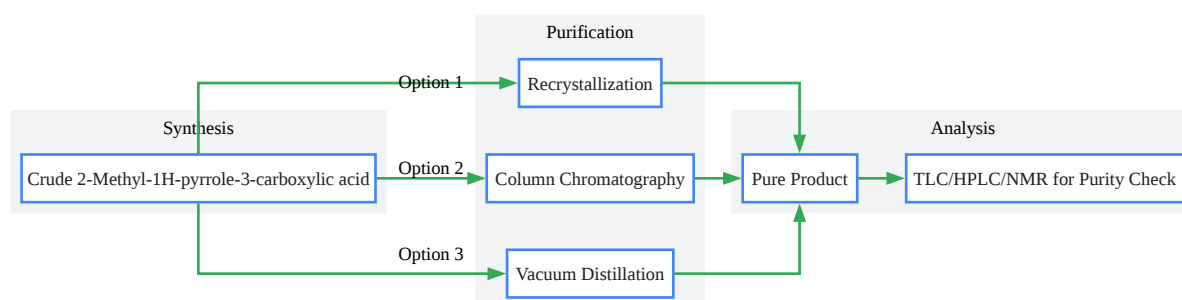 Purification
Option 1
Recrystallization
Synthesis
Analysis
Crude 2-Methyl-1H-pyrrole-3-carboxylic acid
Option 2
Column Chromatography
Pure Product
TLC/HPLC/NMR for Purity Check
Option 3
Vacuum Distillation